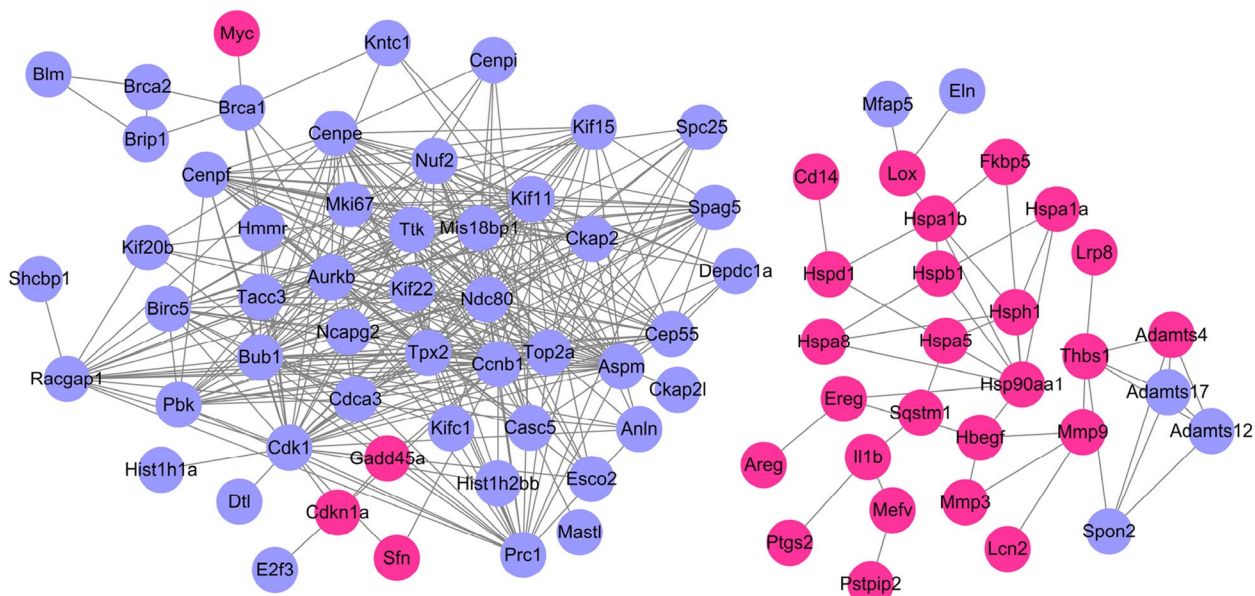 Myc
Kntc1
Cenpi
Blm
Brca2
Brca1
Brip1
Cenpe
Kif15
Spc25
Nuf2
Cenpf
Mki67
Kif11
Spag5
Hmmr
Ttk
Mis18bp1
Ckap2
Kif20b
Depdc1a
Shcbp1
Aurkb
Kif22
Ndc80
Birc5
Tacc3
Ncapg2
Cep55
Bub1
Tpx2
Ccnb1
Top2a
Aspm
Ckap2l
Racgap1
Pbk
Cdca3
Kifc1
Casc5
Anln
Cdk1
Gadd45a
Hist1h1a
Hist1h2bb
Esco2
Dtl
Cdkn1a
Mastl
Prc1
Sfn
E2f3
Mfap5
Eln
Cd14
Lox
Fkbp5
Hspa1b
Hspa1a
Lrp8
Hspd1
Hspb1
Hsph1
Hspa8
Hspa5
Thbs1
Adamts4
Hsp90aa1
Adamts17
Ereg
Sqstm1
Hbegf
Mmp9
Adamts12
Areg
Il1b
Mefv
Mmp3
Spon2
Ptgs2
Lcn2
Pstpip2